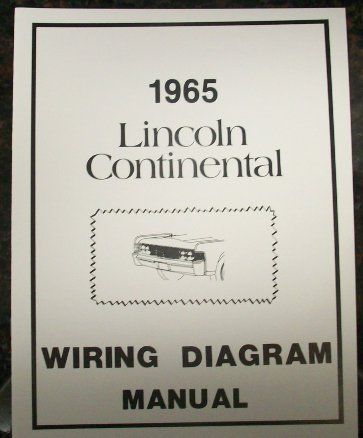 1965
Lincoln
Continental
WIRING DIAGRAM
MANUAL